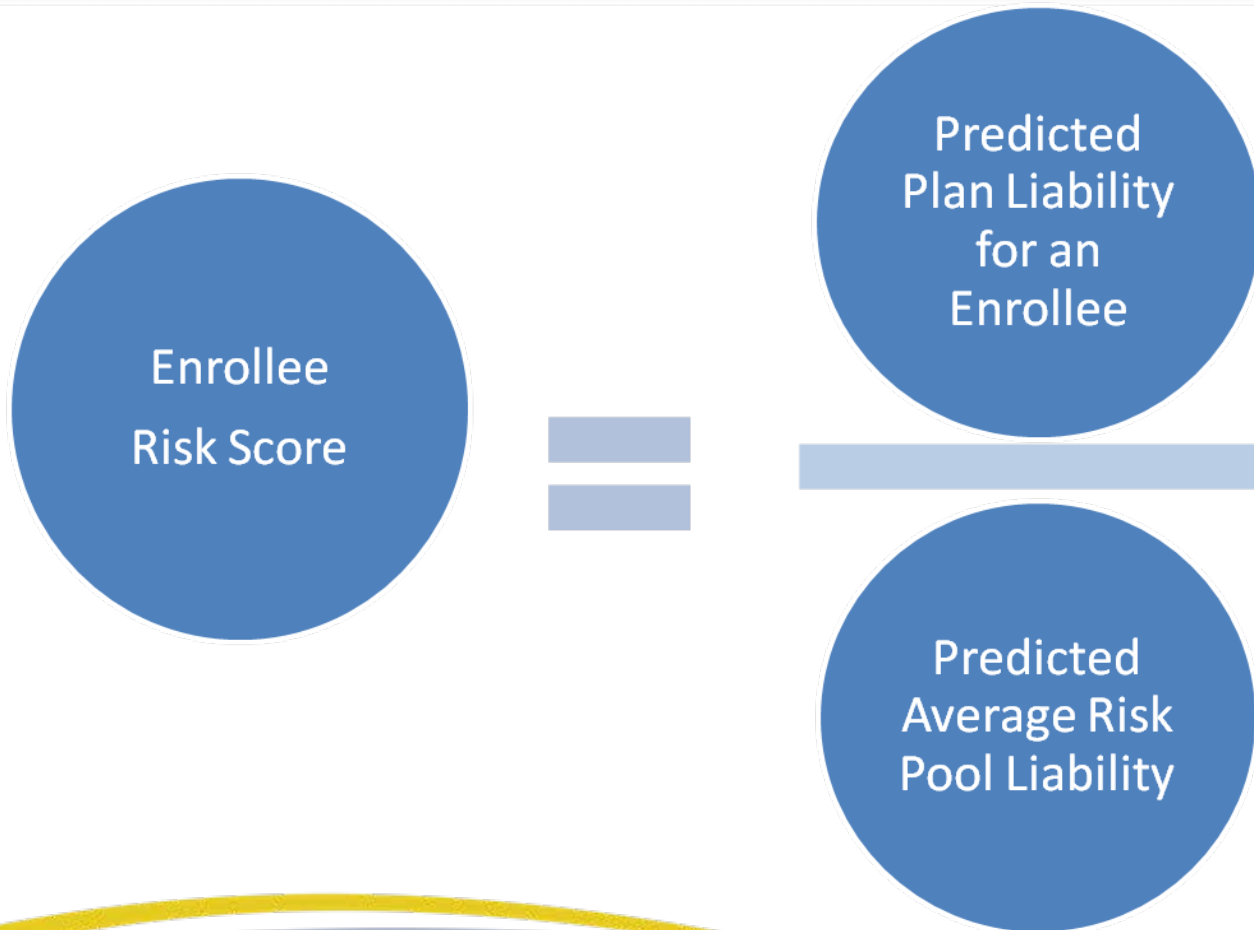 Enrollee
Risk Score
Predicted
Plan Liability
for an
Enrollee
Predicted
Average Risk
Pool Liability